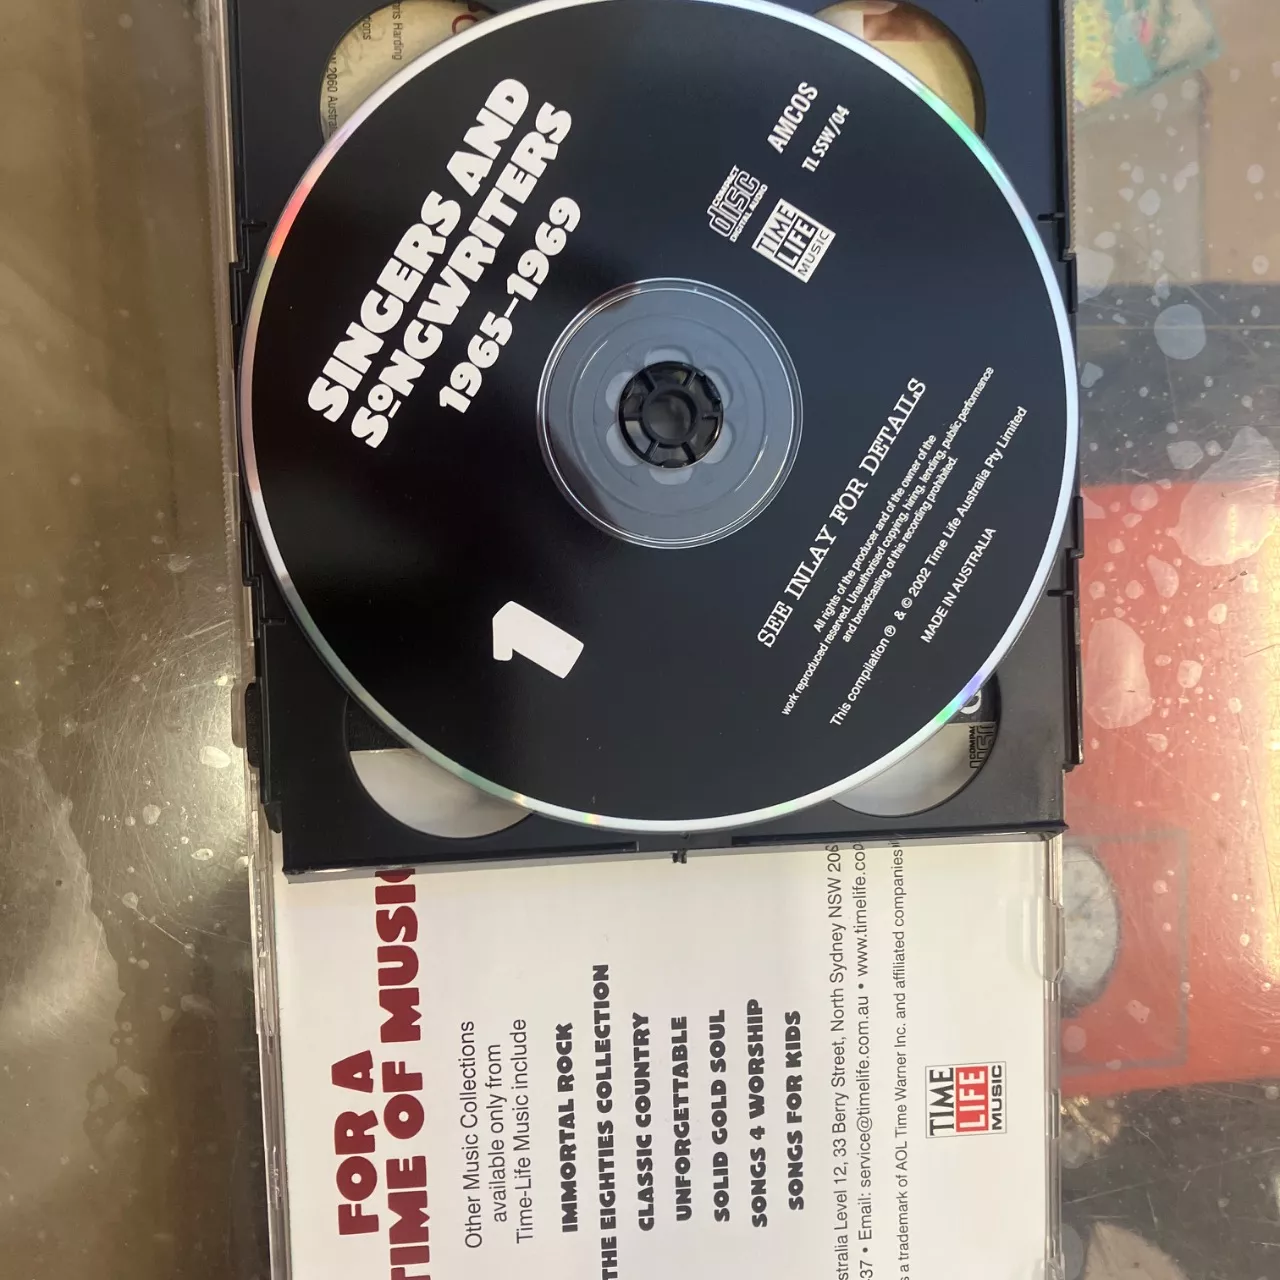 SINGERS AND
SONGWRITERS
1965-1969
1
AMCOS
TL SSW/04
COMPACT
disc
DIGITAL AUDIO
TIME
LIFE
MUSIC
SEE INLAY FOR DETAILS
All rights of the producer and of the owner of the
work reproduced reserved. Unauthorised copying, hiring, lending, public performance
and broadcasting of this recording prohibited.
This compilation ℗ & © 2002 Time Life Australia Pty Limited
MADE IN AUSTRALIA
Harding
2060
COMPA
disc
FOR A
TIME OF MUSIC
Other Music Collections
available only from
Time-Life Music include
IMMORTAL ROCK
THE EIGHTIES COLLECTION
CLASSIC COUNTRY
UNFORGETTABLE
SOLID GOLD SOUL
SONGS 4 WORSHIP
SONGS FOR KIDS
stralia Level 12, 33 Berry Street, North Sydney NSW 206
37 • Email: service@timelife.com.au • www.timelife.co
s a trademark of AOL Time Warner Inc. and affiliated companies
TIME
LIFE
MUSIC